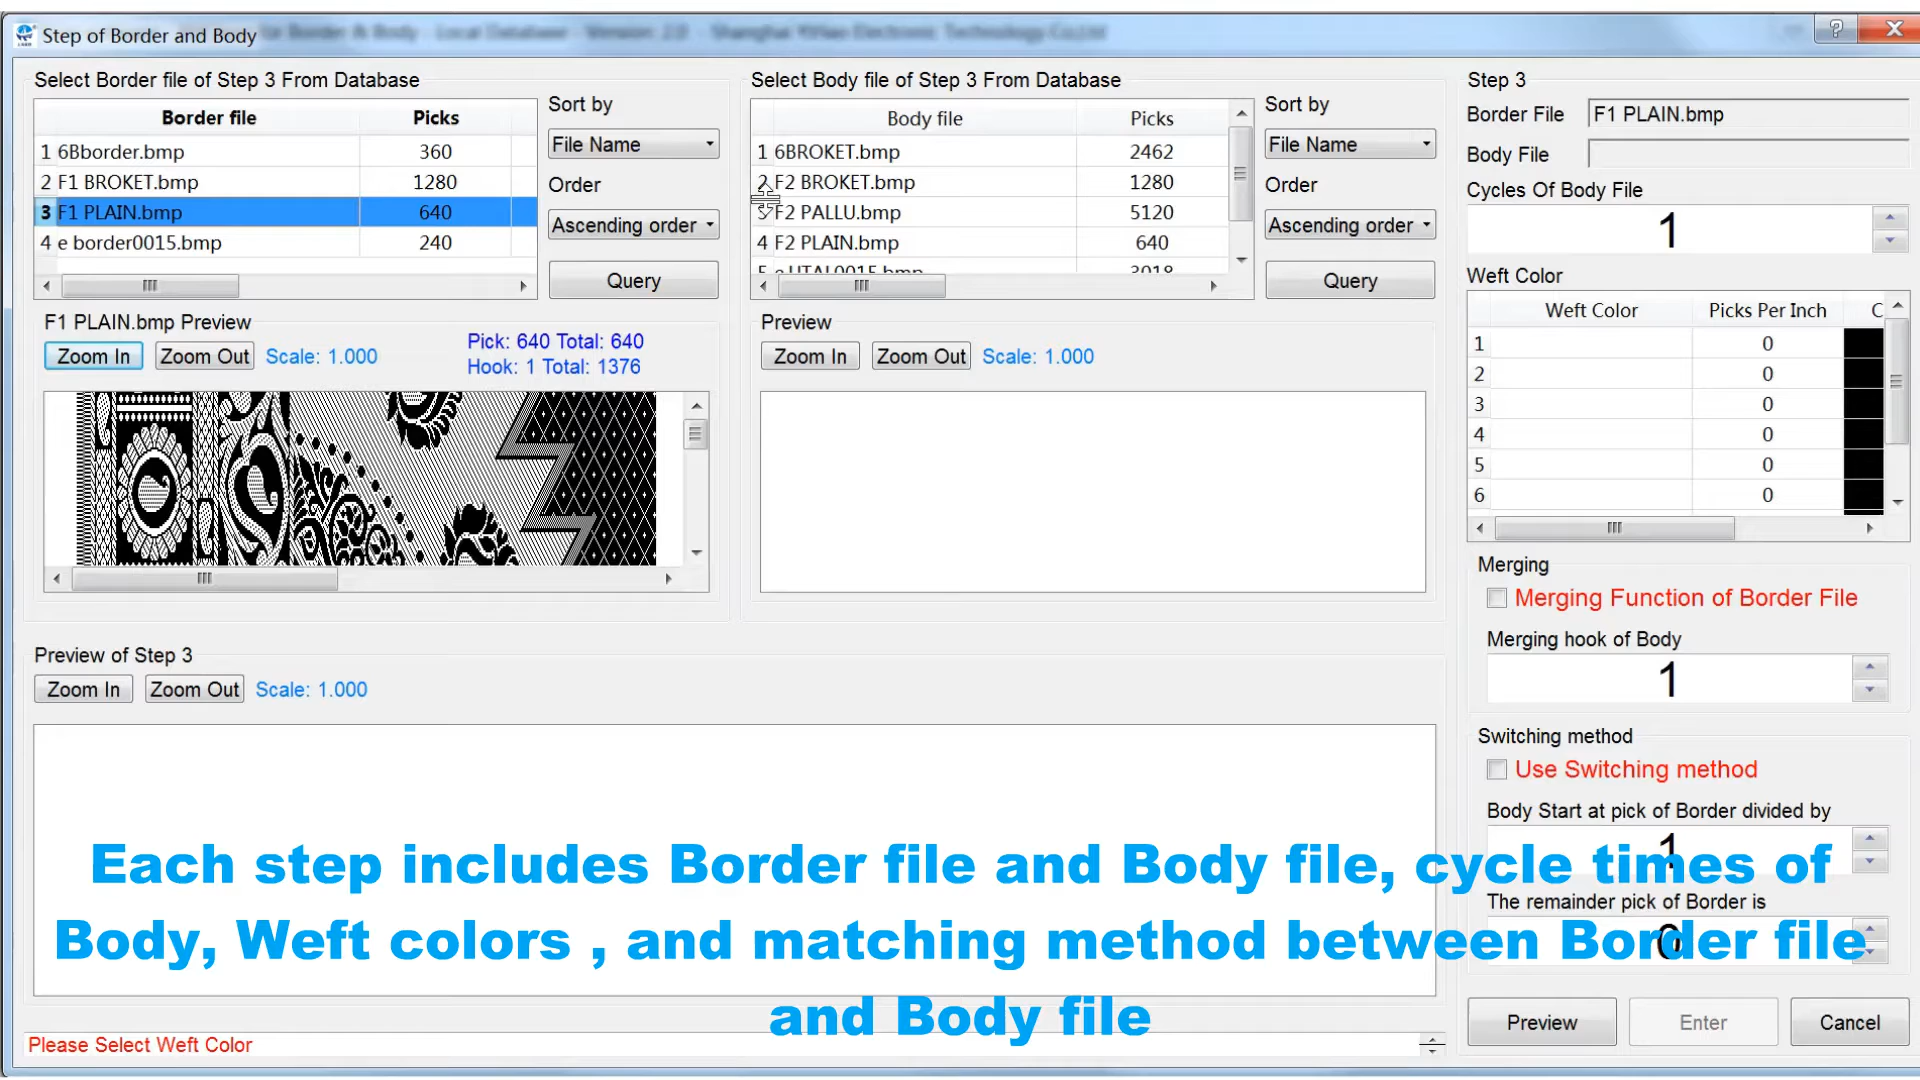 Step of Border and Body
Select Border file of Step 3 From Database
Border file Picks
1 6Bborder.bmp 360
2 F1 BROKET.bmp 1280
3 F1 PLAIN.bmp 640
4 e border0015.bmp 240
Sort by
File Name
Order
Ascending order
Query
F1 PLAIN.bmp Preview
Zoom In Zoom Out Scale: 1.000
Pick: 640 Total: 640
Hook: 1 Total: 1376
Select Body file of Step 3 From Database
Body file Picks
1 6BROKET.bmp 2462
2 F2 BROKET.bmp 1280
3 F2 PALLU.bmp 5120
4 F2 PLAIN.bmp 640
Sort by
File Name
Order
Ascending order
Query
Preview
Zoom In Zoom Out Scale: 1.000
Preview of Step 3
Zoom In Zoom Out Scale: 1.000
Step 3
Border File F1 PLAIN.bmp
Body File
Cycles Of Body File
1
Weft Color
Weft Color Picks Per Inch C
1 0
2 0
3 0
4 0
5 0
6 0
Merging
Merging Function of Border File
Merging hook of Body
1
Switching method
Use Switching method
Body Start at pick of Border divided by
1
The remainder pick of Border is
0
Preview Enter Cancel
Each step includes Border file and Body file, cycle times of
Body, Weft colors , and matching method between Border file
and Body file
Please Select Weft Color